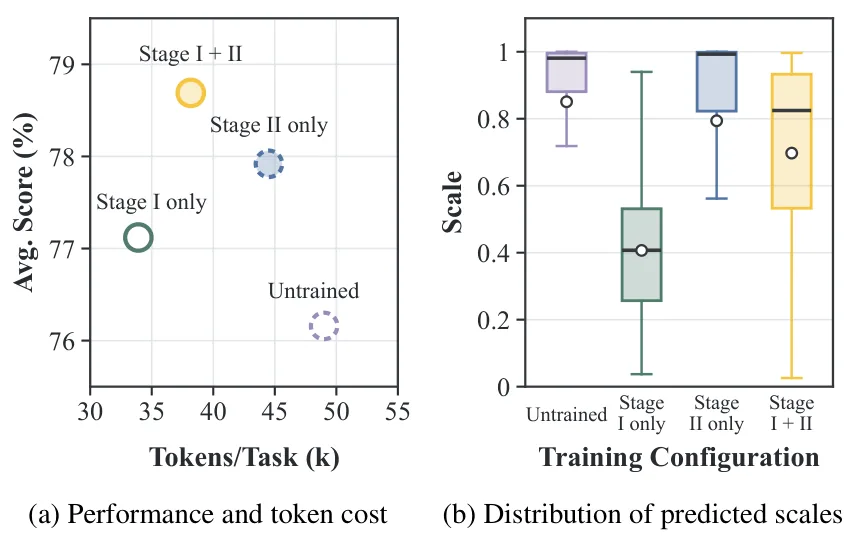 79
78
77
76
Avg. Score (%)
Stage I + II
Stage II only
Stage I only
Untrained
30 35 40 45 50 55
Tokens/Task (k)
(a) Performance and token cost
1
0.8
0.6
0.4
0.2
0
Scale
Untrained
Stage
I only
Stage
II only
Stage
I + II
Training Configuration
(b) Distribution of predicted scales